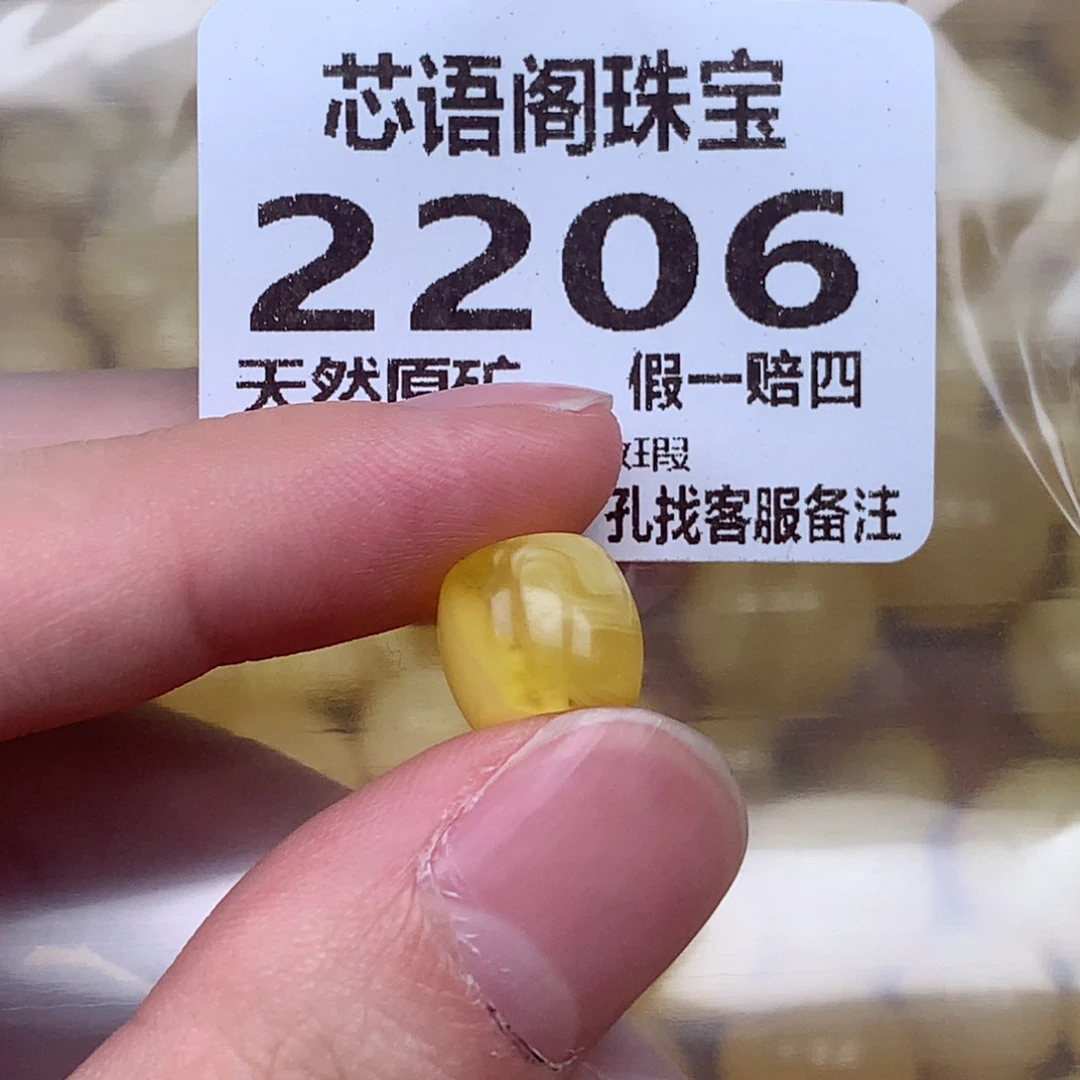 芯语阁珠宝
2206
天然原矿 假一赔四
孔找客服备注